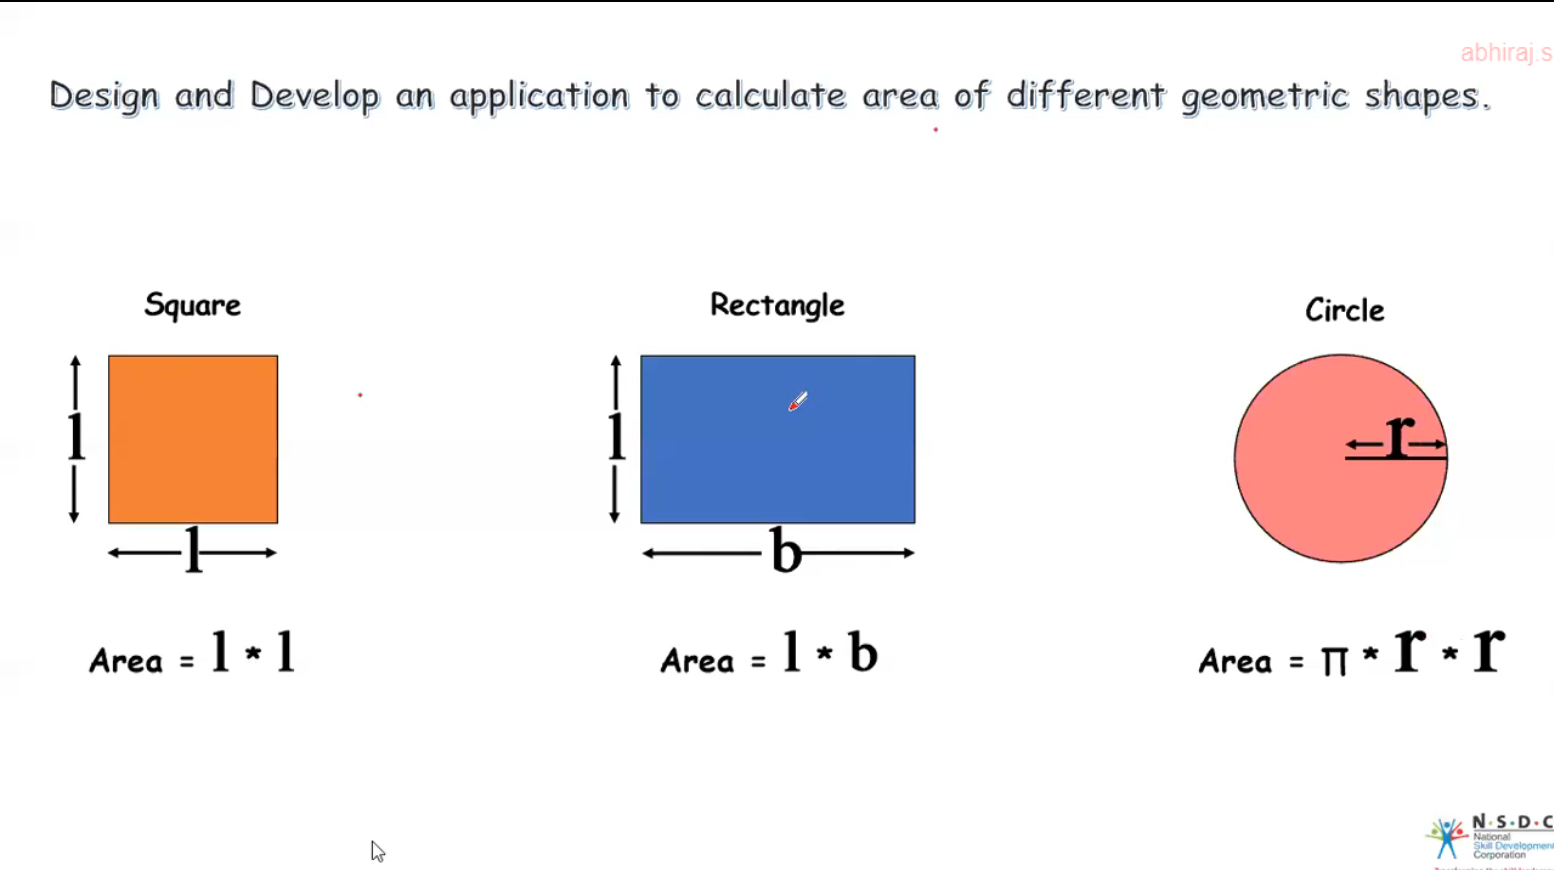 abhiraj.s
Design and Develop an application to calculate area of different geometric shapes.
Square
Rectangle
Circle
l
l
r
l
b
Area = l * l
Area = l * b
Area = π * r * r
N·S·D·C
National
Skill Development
Corporation